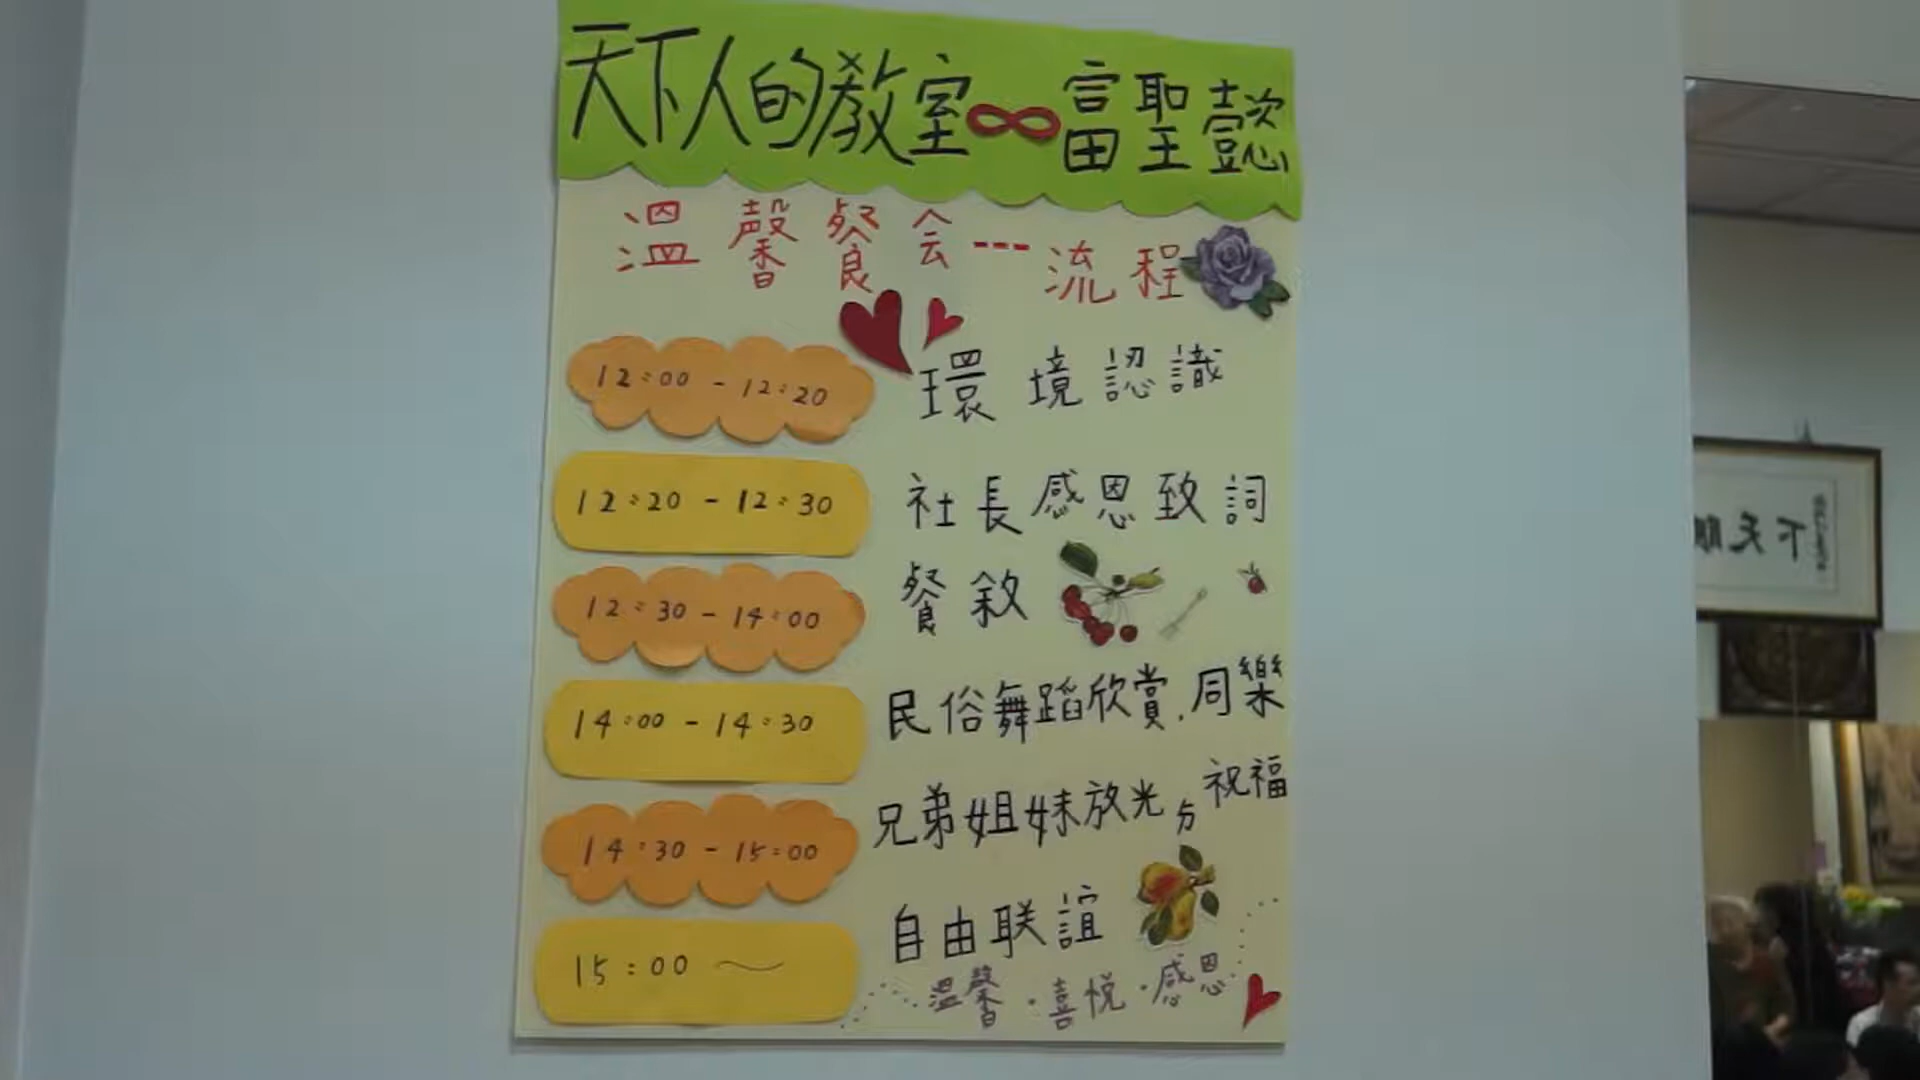 天下人的教室∞富聖懿
溫馨餐会---流程
12:00 - 12:20 環境認識
12:20 - 12:30 社長感恩致詞
12:30 - 14:00 餐敘
14:00 - 14:30 民俗舞蹈欣賞.同樂
14:30 - 15:00 兄弟姐妹放光与祝福
15:00 ～ 自由联誼
溫馨·喜悅·感恩